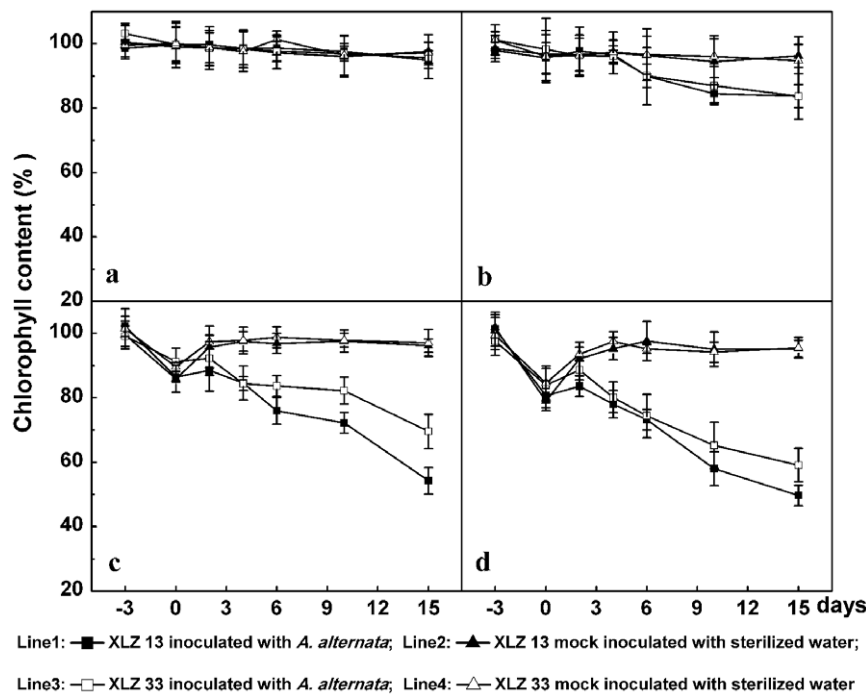 Chlorophyll content (%)
100
80
60
40
20
a
b
100
80
60
40
20
c
d
-3 0 3 6 9 12 15 -3 0 3 6 9 12 15 days
Line1: XLZ 13 inoculated with A. alternata; Line2: XLZ 13 mock inoculated with sterilized water;
Line3: XLZ 33 inoculated with A. alternata; Line4: XLZ 33 mock inoculated with sterilized water